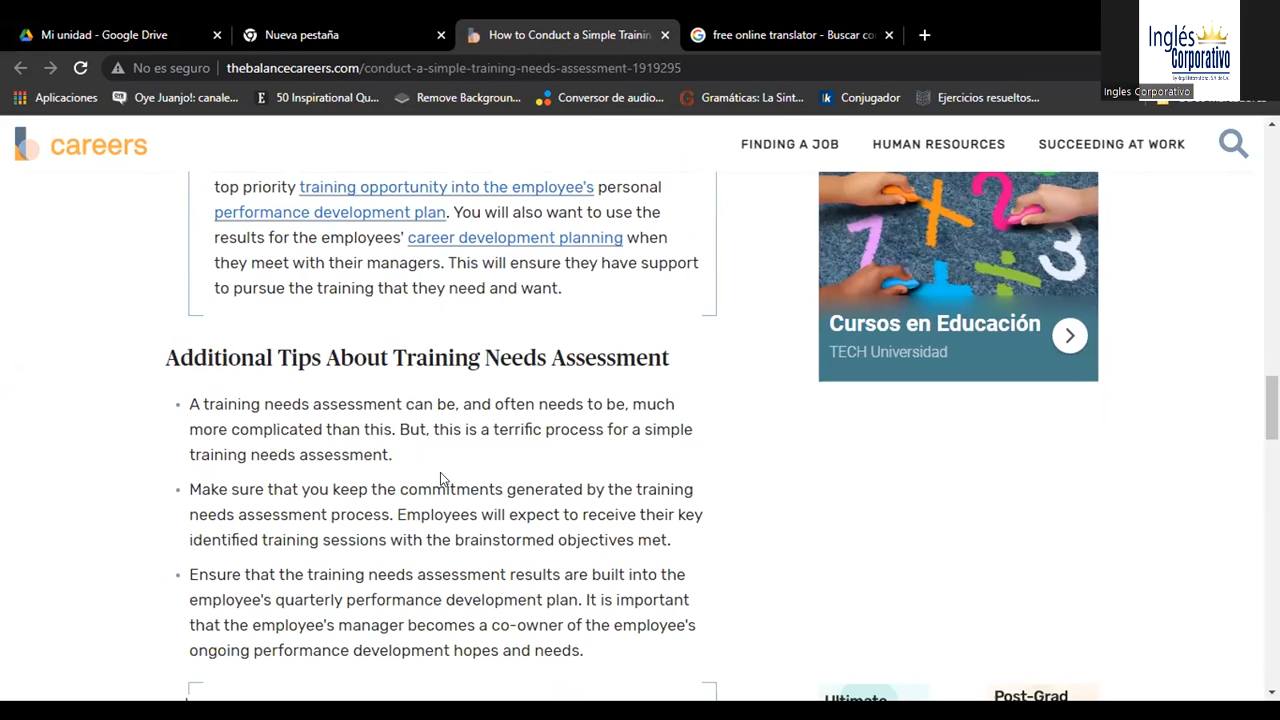 Mi unidad - Google Drive
Nueva pestaña
How to Conduct a Simple Trainin
free online translator - Buscar co
No es seguro
thebalancecareers.com/conduct-a-simple-training-needs-assessment-1919295
Aplicaciones
Oye Juanjo!: canale...
50 Inspirational Qu...
Remove Backgroun...
Conversor de audio...
Gramáticas: La Sint...
Conjugador
Ejercicios resueltos...
Inglés
Corporativo
Ingles Corporativo
careers
FINDING A JOB
HUMAN RESOURCES
SUCCEEDING AT WORK
top priority training opportunity into the employee's personal
performance development plan. You will also want to use the
results for the employees' career development planning when
they meet with their managers. This will ensure they have support
to pursue the training that they need and want.
Cursos en Educación
TECH Universidad
Additional Tips About Training Needs Assessment
• A training needs assessment can be, and often needs to be, much
more complicated than this. But, this is a terrific process for a simple
training needs assessment.
• Make sure that you keep the commitments generated by the training
needs assessment process. Employees will expect to receive their key
identified training sessions with the brainstormed objectives met.
• Ensure that the training needs assessment results are built into the
employee's quarterly performance development plan. It is important
that the employee's manager becomes a co-owner of the employee's
ongoing performance development hopes and needs.
Ultimate
Post-Grad